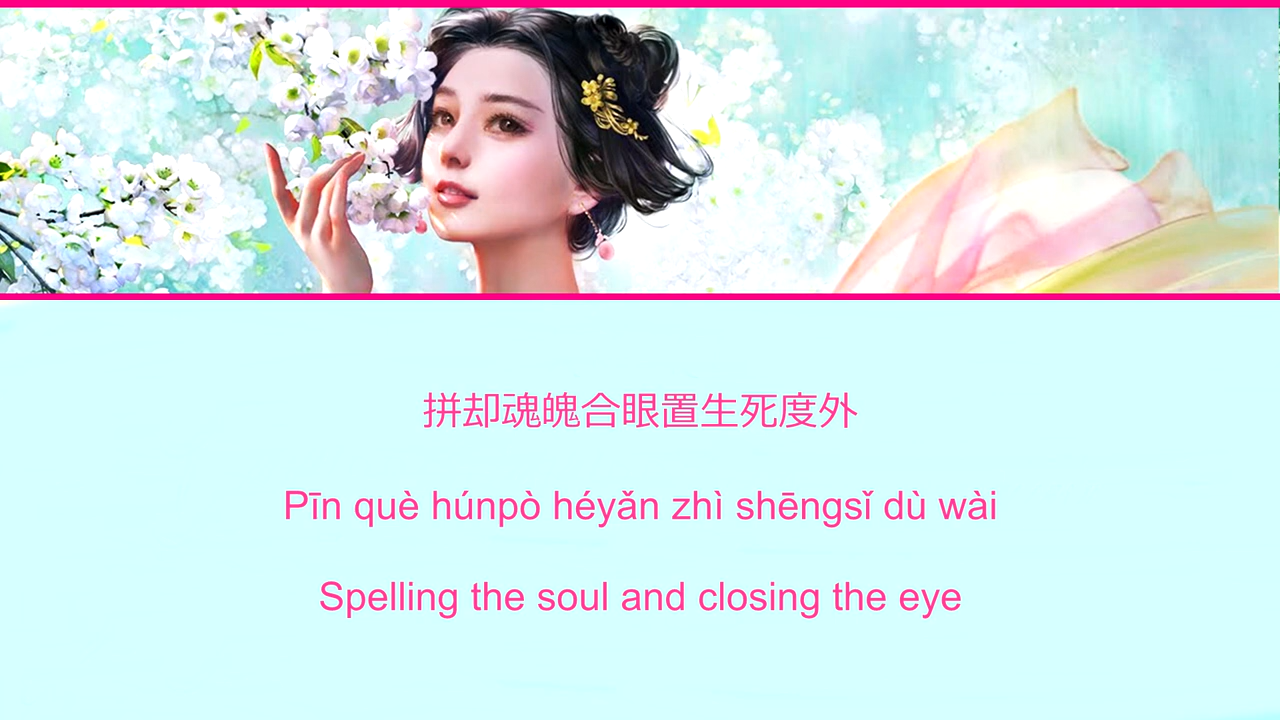 拼却魂魄合眼置生死度外
Pīn què húnpò héyǎn zhì shēngsǐ dù wài
Spelling the soul and closing the eye